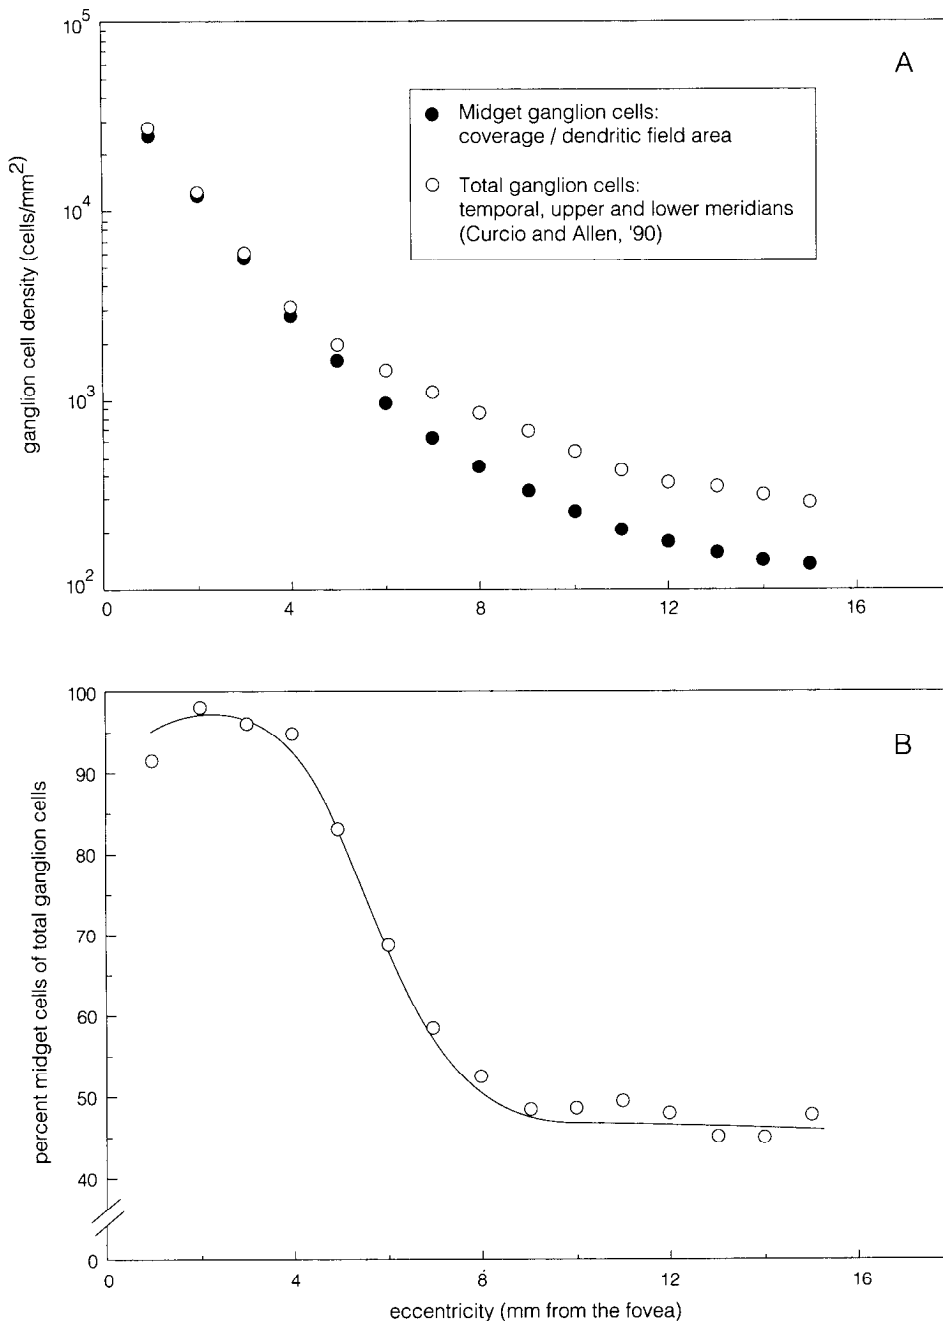 10^5
A
Midget ganglion cells:
coverage / dendritic field area
Total ganglion cells:
temporal, upper and lower meridians
(Curcio and Allen, '90)
10^4
10^3
10^2
ganglion cell density (cells/mm^2)
0 4 8 12 16
100
B
90
80
70
60
50
40
0
percent midget cells of total ganglion cells
0 4 8 12 16
eccentricity (mm from the fovea)